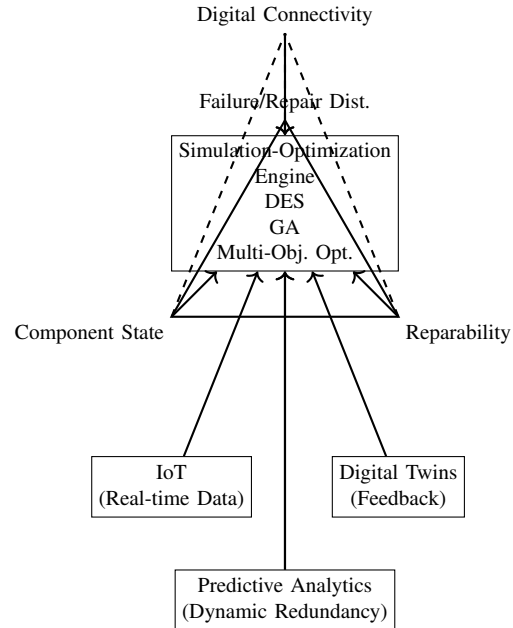 Digital Connectivity
Failure/Repair Dist.
Simulation-Optimization
Engine
DES
GA
Multi-Obj. Opt.
Component State
Reparability
IoT
(Real-time Data)
Digital Twins
(Feedback)
Predictive Analytics
(Dynamic Redundancy)